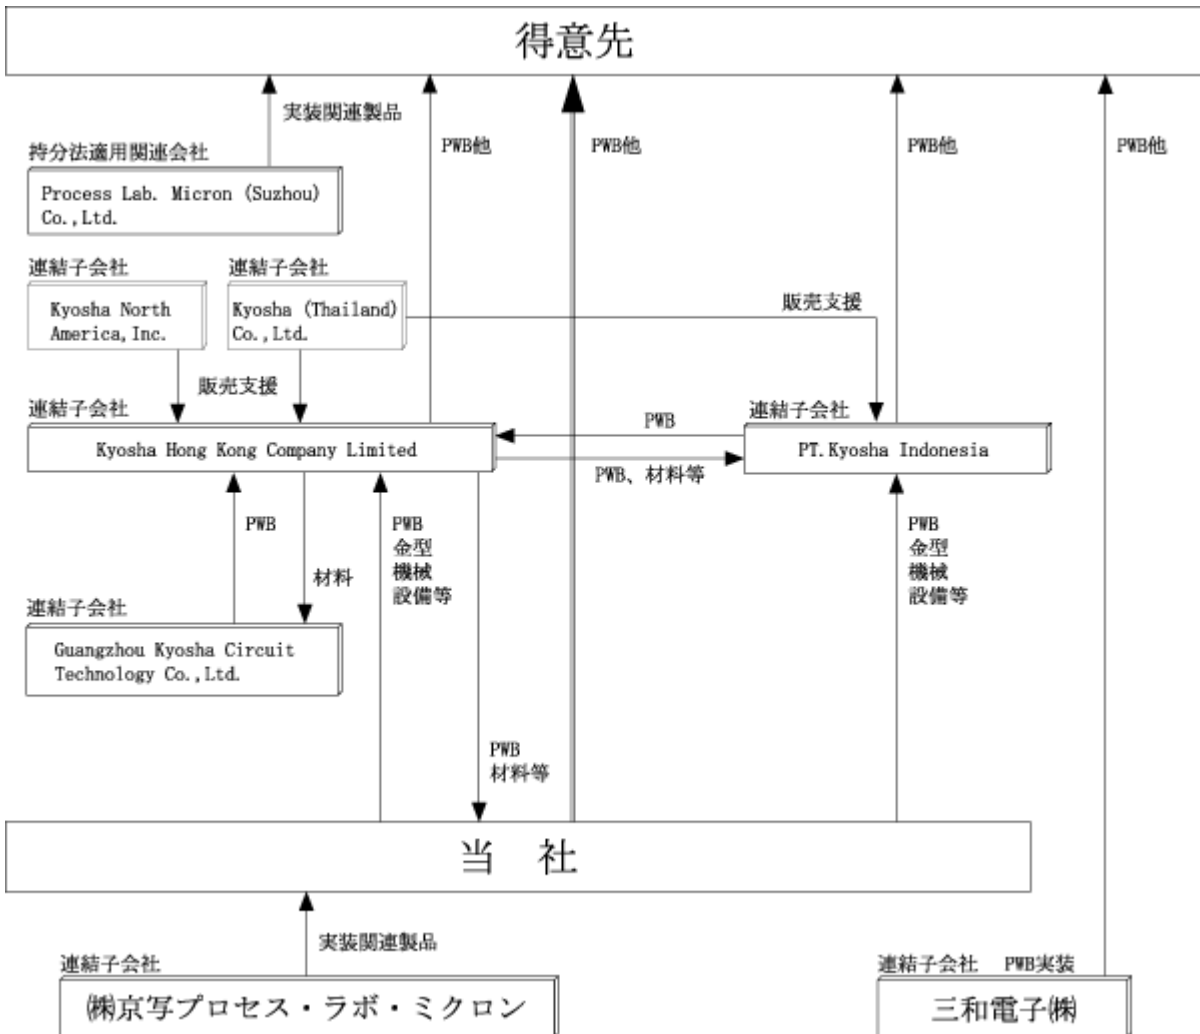 得意先
実装関連製品
PWB他
PWB他
PWB他
PWB他
持分法適用関連会社
Process Lab. Micron (Suzhou)
Co.,Ltd.
連結子会社
連結子会社
Kyosha North
America,Inc.
Kyosha (Thailand)
Co.,Ltd.
販売支援
販売支援
連結子会社
連結子会社
Kyosha Hong Kong Company Limited
PWB
PWB、材料等
PT.Kyosha Indonesia
PWB
材料
PWB
金型
機械
設備等
PWB
金型
機械
設備等
連結子会社
Guangzhou Kyosha Circuit
Technology Co.,Ltd.
PWB
材料等
当 社
実装関連製品
連結子会社
㈱京写プロセス・ラボ・ミクロン
連結子会社 PWB実装
三和電子㈱